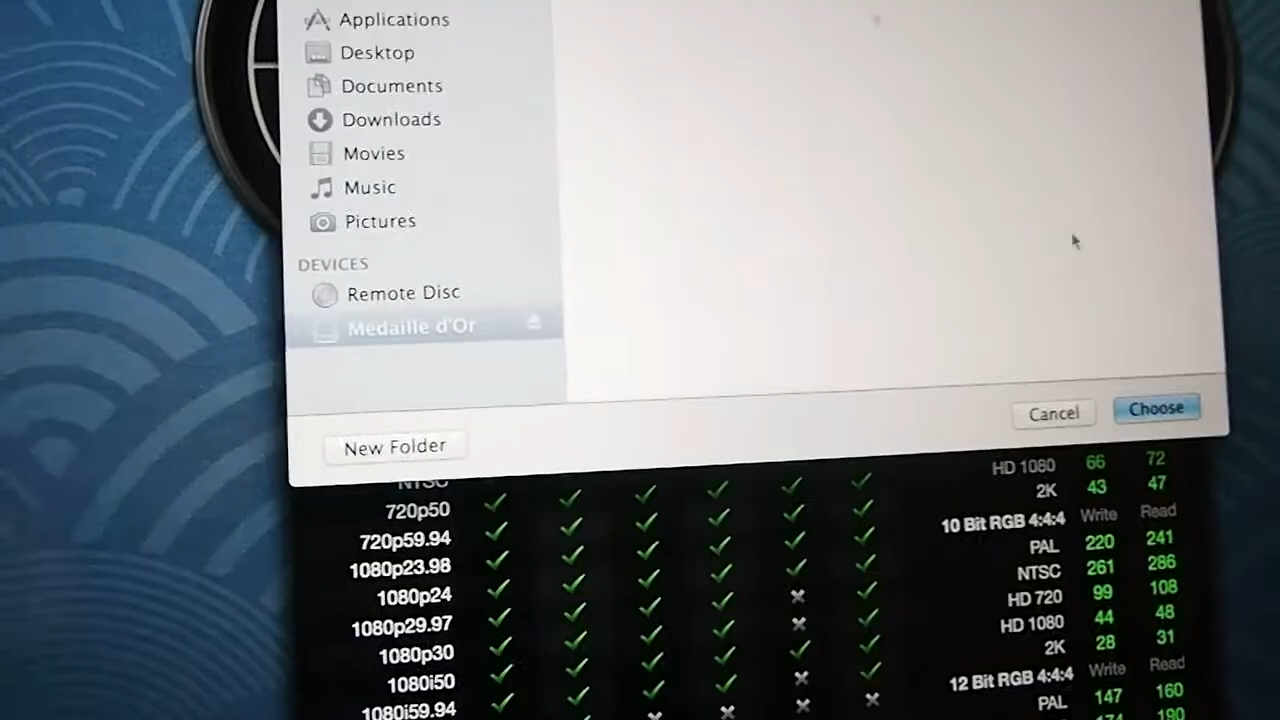 Applications
Desktop
Documents
Downloads
Movies
Music
Pictures
DEVICES
Remote Disc
Medaille d'Or
New Folder
Cancel
Choose
NTSC
720p50
720p59.94
1080p23.98
1080p24
1080p29.97
1080p30
1080i50
1080i59.94
HD 1080 66 72
2K 43 47
10 Bit RGB 4:4:4 Write Read
PAL 220 241
NTSC 261 286
HD 720 99 108
HD 1080 44 48
2K 28 31
12 Bit RGB 4:4:4 Write Read
PAL 147 160
190